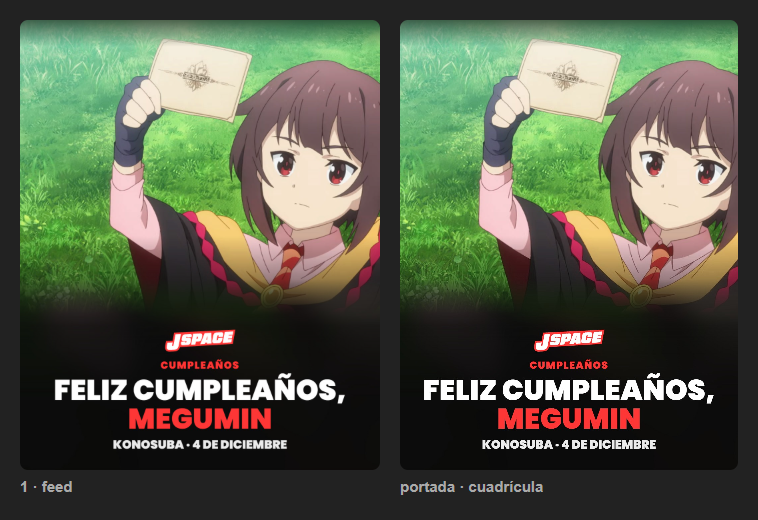 JSPACE
CUMPLEAÑOS
FELIZ CUMPLEAÑOS,
MEGUMIN
KONOSUBA · 4 DE DICIEMBRE
1 · feed
JSPACE
CUMPLEAÑOS
FELIZ CUMPLEAÑOS,
MEGUMIN
KONOSUBA · 4 DE DICIEMBRE
portada · cuadrícula